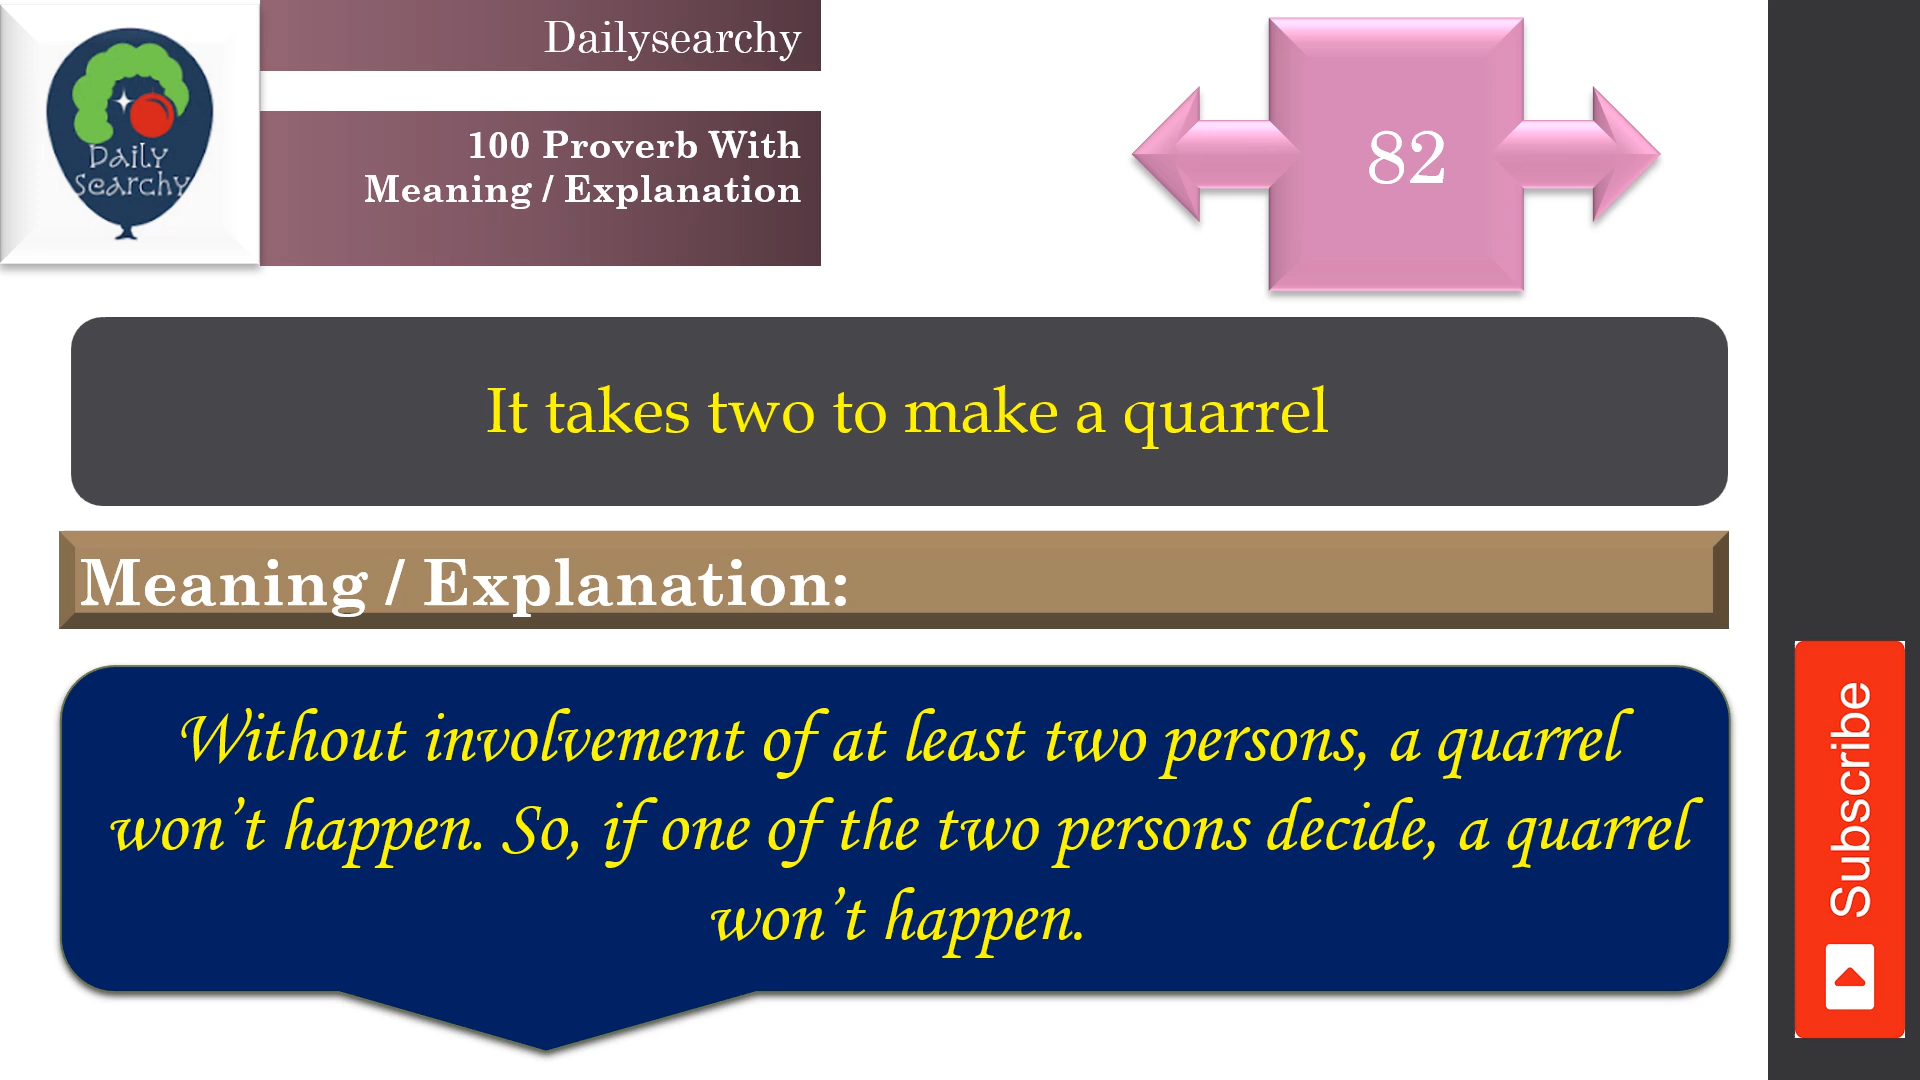 Daily
Searchy
Dailysearchy
100 Proverb With
Meaning / Explanation
82
It takes two to make a quarrel
Meaning / Explanation:
Without involvement of at least two persons, a quarrel
won’t happen. So, if one of the two persons decide, a quarrel
won’t happen.
Subscribe